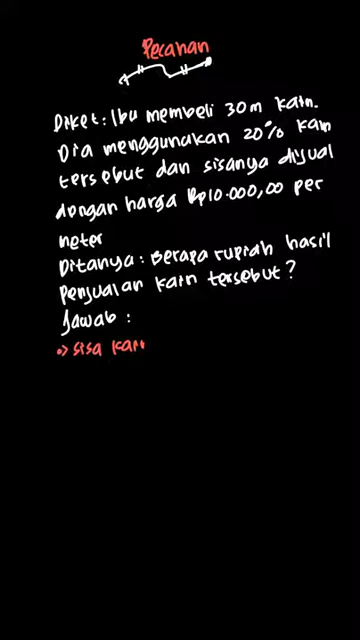 Pecahan
Diket: Ibu membeli 30m kain.
Dia menggunakan 20% kain
tersebut dan sisanya dijual
dengan harga Rp10.000,00 per
meter
Ditanya: Berapa rupiah hasil
penjualan kain tersebut?
Jawab:
=> sisa kain